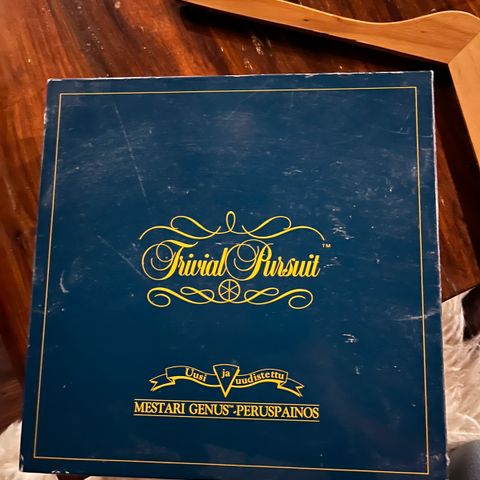 Trivial Pursuit™
Uusi ja uudistettu
MESTARI GENUS™-PERUSPAINOS